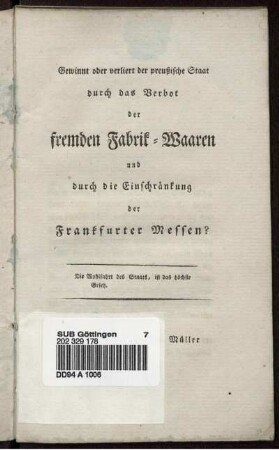 Gewinnt oder verliert der preußische Staat
durch das Verbot
der
fremden Fabrik-Waaren
und
durch die Einschränkung
der
Frankfurter Messen?
Die Wohlfahrt des Staats, ist das höchste
Gesetz.
SUB Göttingen 7
202 329 178
DD94 A 1006
Müller